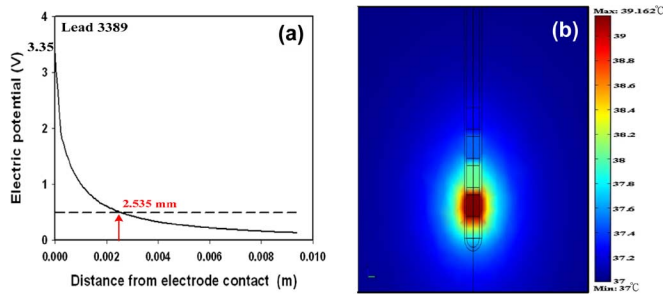 Lead 3389
(a)
3.35
4
3
2
1
0
Electric potential (V)
2.535 mm
0.000 0.002 0.004 0.006 0.008 0.010
Distance from electrode contact (m)
(b)
Max: 39.162℃
39
38.8
38.6
38.4
38.2
38
37.8
37.6
37.4
37.2
37
Min: 37℃